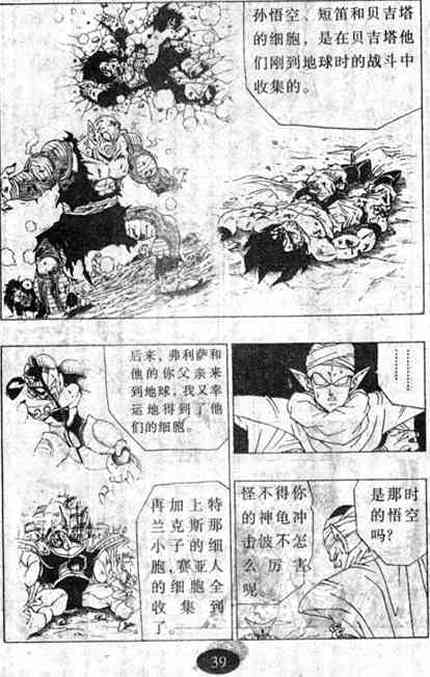 孙悟空、短笛和贝吉塔
的细胞，是在贝吉塔他
们刚到地球时的战斗中
收集的。
后来，弗利萨和
他的你父亲来
到地球，我又幸
运地得到了他
们的细胞。
…………
…………
再加上特
兰克斯那
小子的细
胞，赛亚人
的细胞全
收集到
了。——
怪不得你
的神龟冲
击波不怎
么厉害
呢。
是那时
的悟空
吗？
39